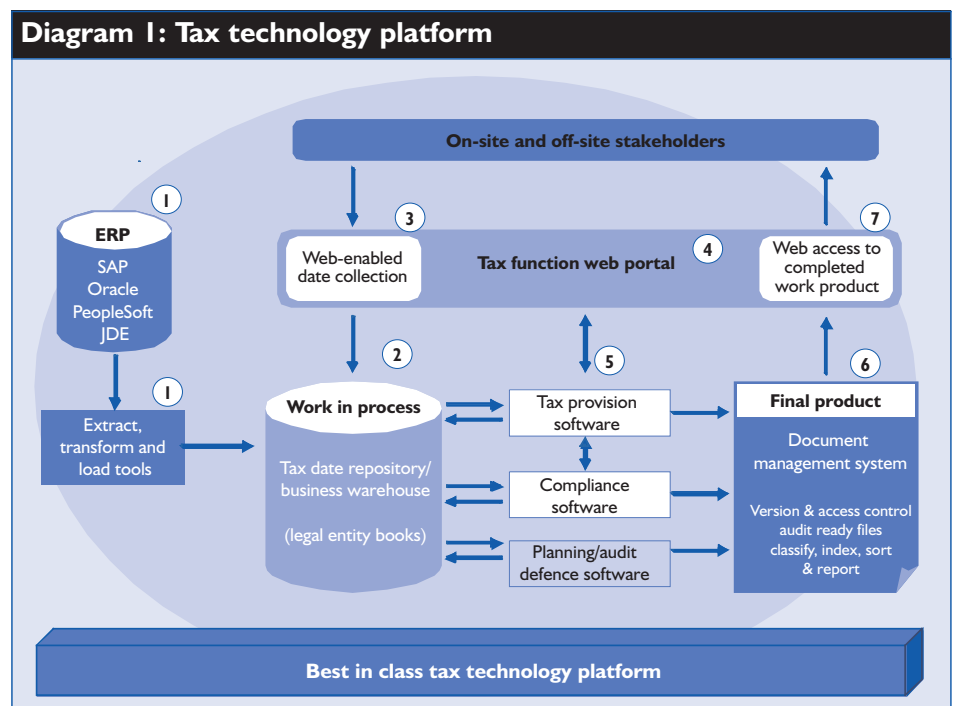 Diagram 1: Tax technology platform
On-site and off-site stakeholders
1
ERP
SAP
Oracle
PeopleSoft
JDE
1
Extract,
transform and
load tools
3
Web-enabled
date collection
Tax function web portal
4
7
Web access to
completed
work product
2
Work in process
Tax date repository/
business warehouse
(legal entity books)
5
Tax provision
software
Compliance
software
Planning/audit
defence software
6
Final product
Document
management system
Version & access control
audit ready files
classify, index, sort
& report
Best in class tax technology platform